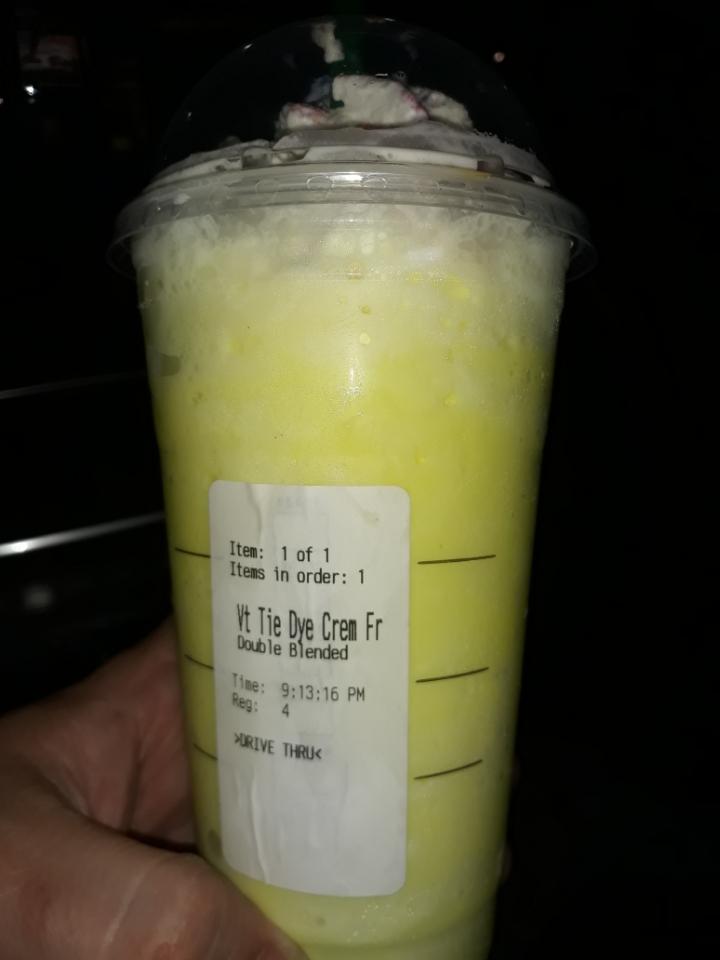 Item: 1 of 1
Items in order: 1
Vt Tie Dye Crem Fr
Double Blended
Time: 9:13:16 PM
Reg: 4
>DRIVE THRU<